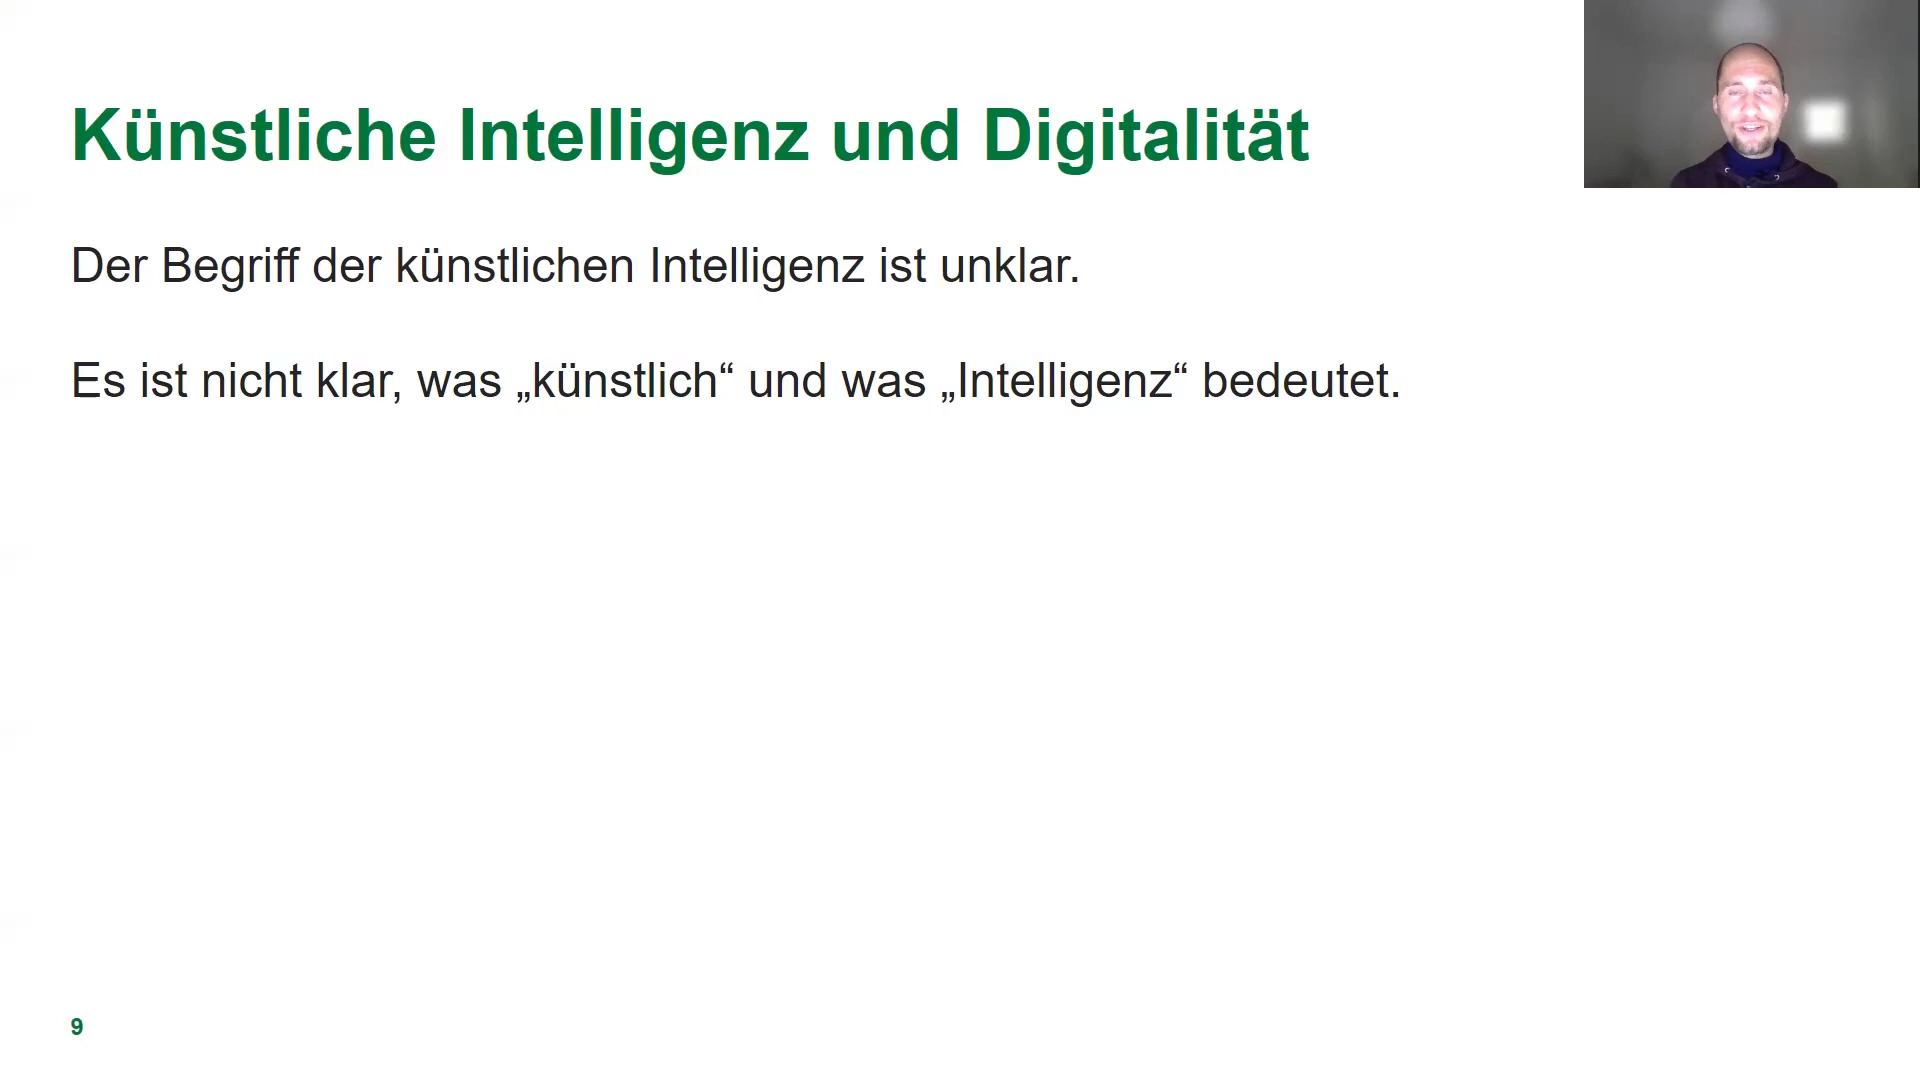 Künstliche Intelligenz und Digitalität
Der Begriff der künstlichen Intelligenz ist unklar.
Es ist nicht klar, was „künstlich“ und was „Intelligenz“ bedeutet.
9